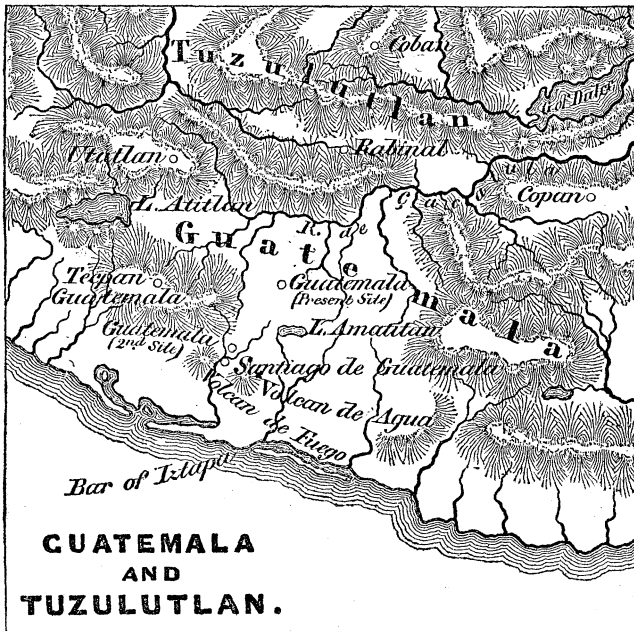 Coban
Tuzulutlan
G. of Dulce
Rabinal
Utatlan
Copan
L. Atitlan
R. de
Guatemala
Tecpan
Guatemala
Guatemala
(Present Site)
Guatemala
(2nd Site)
L. Amatitan
Santiago de Guatemala
Volcan de Agua
Volcan de Fuego
Bar of Iztapa
GUATEMALA
AND
TUZULUTLAN.